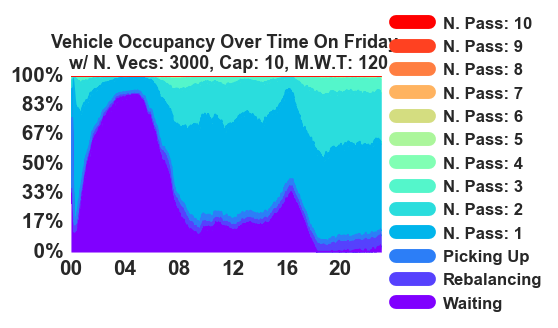 Vehicle Occupancy Over Time On Friday
w/ N. Vecs: 3000, Cap: 10, M.W.T: 120
100%
83%
67%
50%
33%
17%
0%
00 04 08 12 16 20
N. Pass: 10
N. Pass: 9
N. Pass: 8
N. Pass: 7
N. Pass: 6
N. Pass: 5
N. Pass: 4
N. Pass: 3
N. Pass: 2
N. Pass: 1
Picking Up
Rebalancing
Waiting